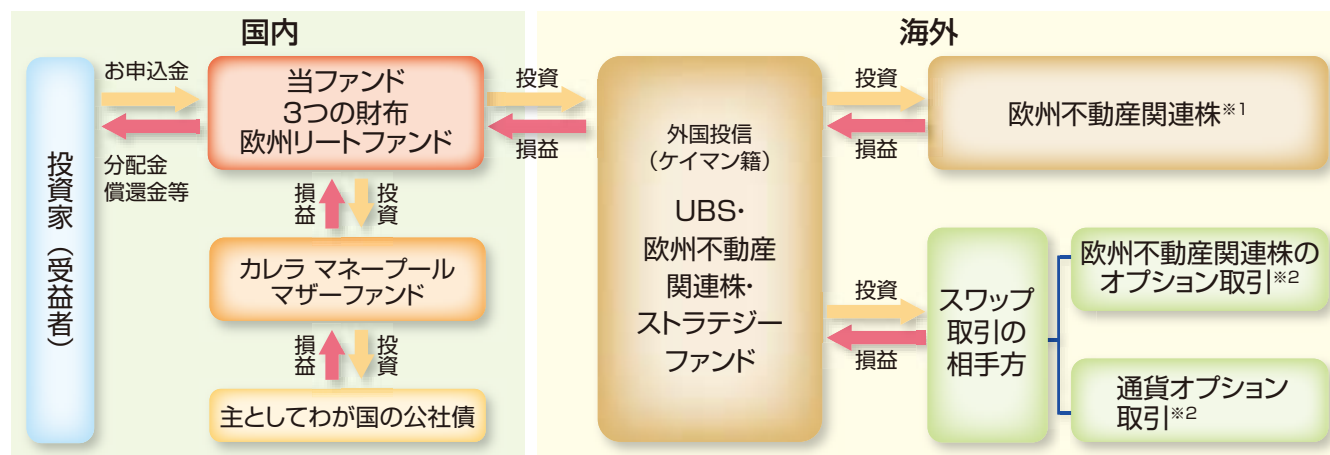 国内
海外
投資家（受益者）
お申込金
分配金
償還金等
当ファンド
3つの財布
欧州リートファンド
損益
投資
カレラ マネープール
マザーファンド
損益
投資
主としてわが国の公社債
投資
損益
外国投信
（ケイマン籍）
UBS・
欧州不動産
関連株・
ストラテジー
ファンド
投資
損益
欧州不動産関連株※1
投資
損益
スワップ
取引の
相手方
欧州不動産関連株の
オプション取引※2
通貨オプション
取引※2